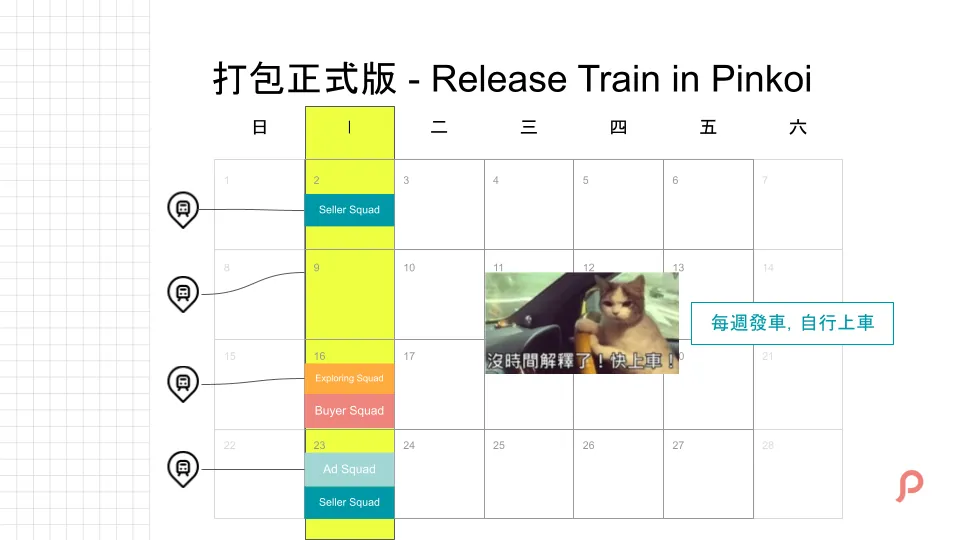 打包正式版 - Release Train in Pinkoi
日 一 二 三 四 五 六
1 2 3 4 5 6 7
Seller Squad
8 9 10 11 12 13 14
每週發車, 自行上車
沒時間解釋了！快上車！
15 16 17 21
Exploring Squad
Buyer Squad
22 23 24 25 26 27 28
Ad Squad
Seller Squad